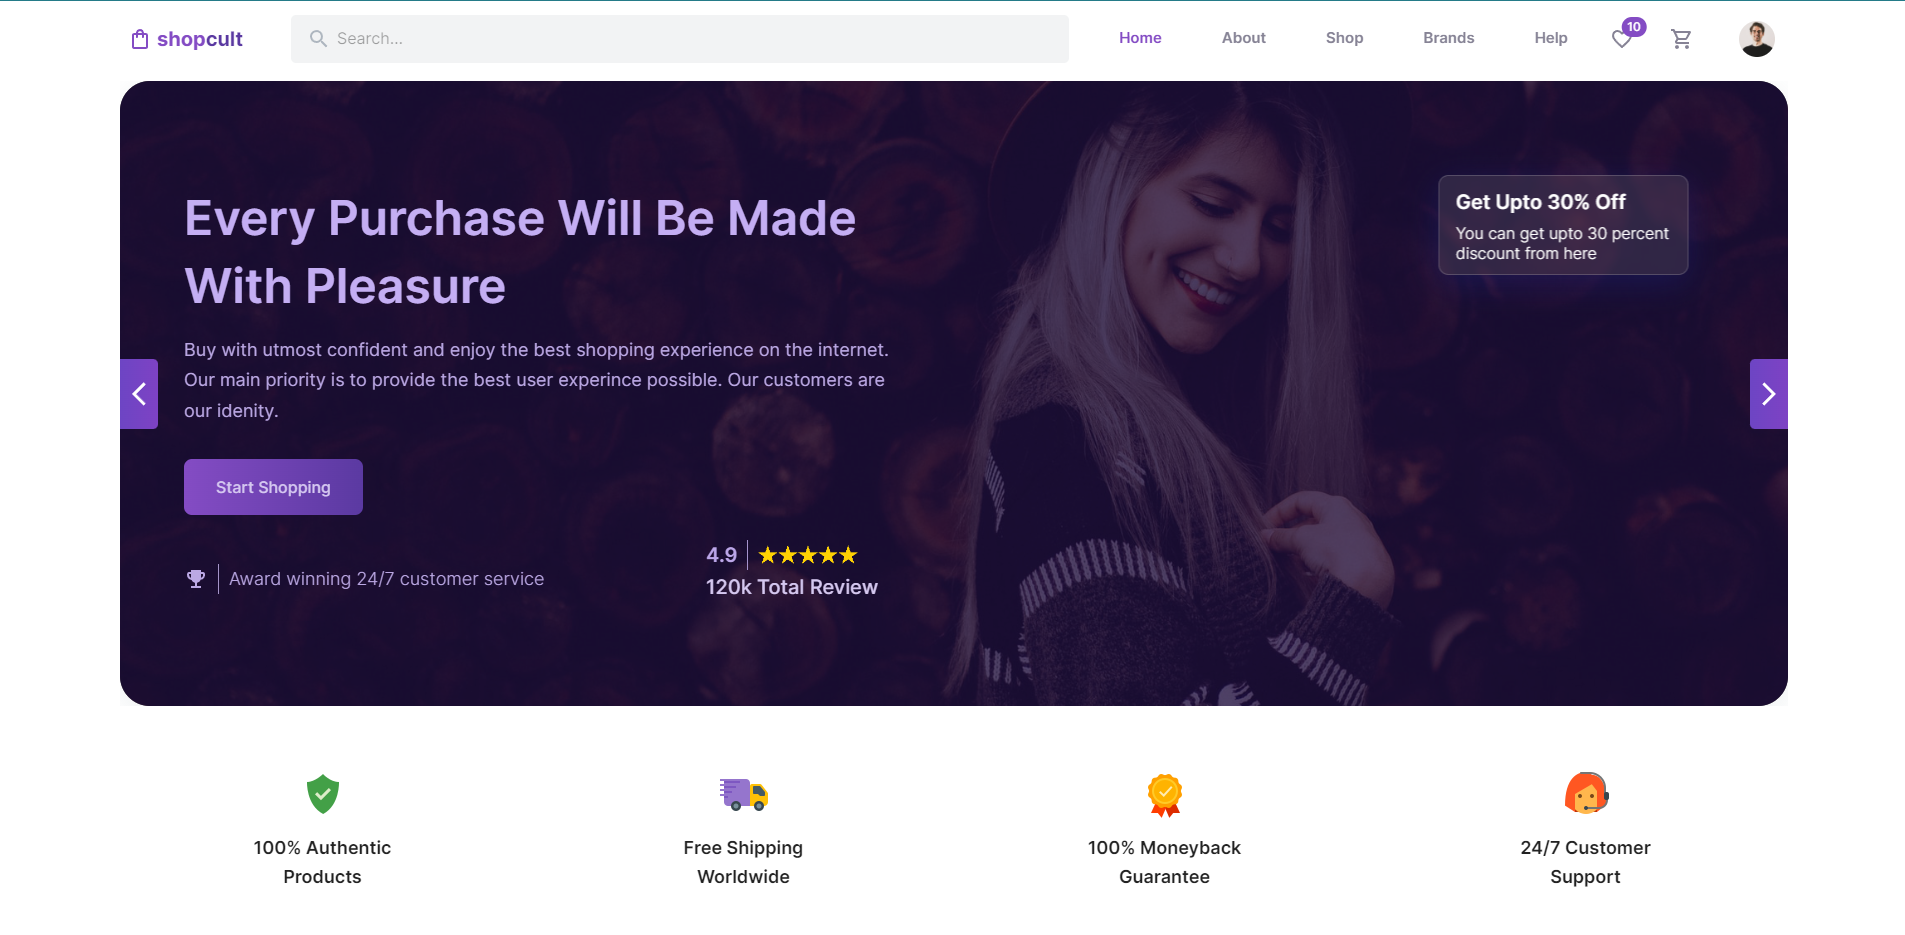 shopcult
Search...
Home
About
Shop
Brands
Help
10
Every Purchase Will Be Made
With Pleasure
Buy with utmost confident and enjoy the best shopping experience on the internet.
Our main priority is to provide the best user experince possible. Our customers are
our idenity.
Start Shopping
Award winning 24/7 customer service
4.9
120k Total Review
Get Upto 30% Off
You can get upto 30 percent
discount from here
100% Authentic
Products
Free Shipping
Worldwide
100% Moneyback
Guarantee
24/7 Customer
Support